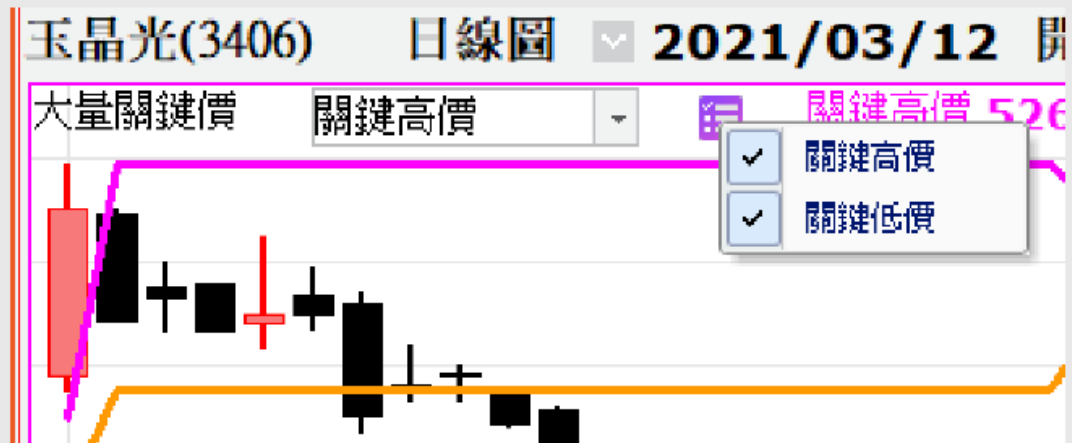 玉晶光(3406) 日線圖 2021/03/12 開
大量關鍵價 關鍵高價 關鍵高價 526
關鍵高價
關鍵低價